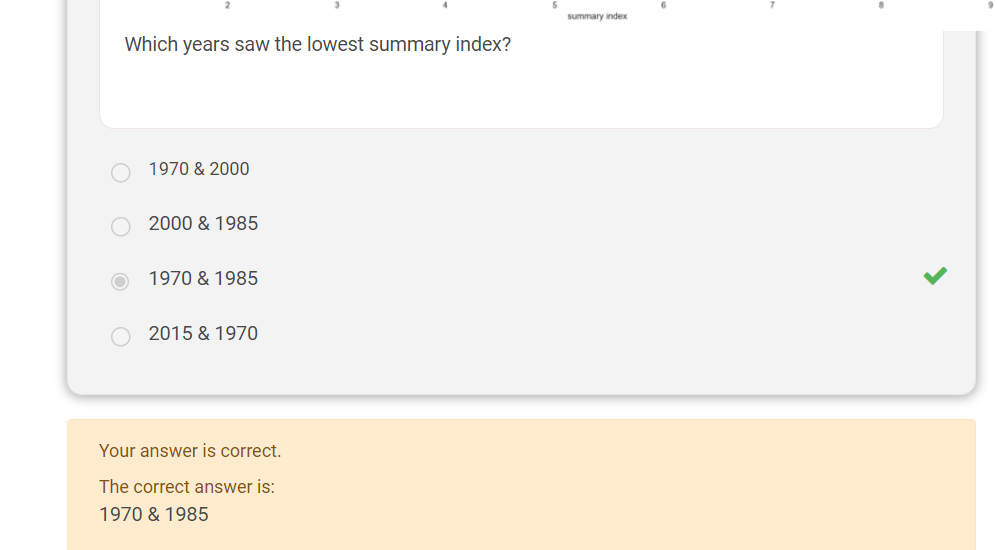 2 3 4 5 6 7 8 9
summary index
Which years saw the lowest summary index?
1970 & 2000
2000 & 1985
1970 & 1985
2015 & 1970
Your answer is correct.
The correct answer is:
1970 & 1985